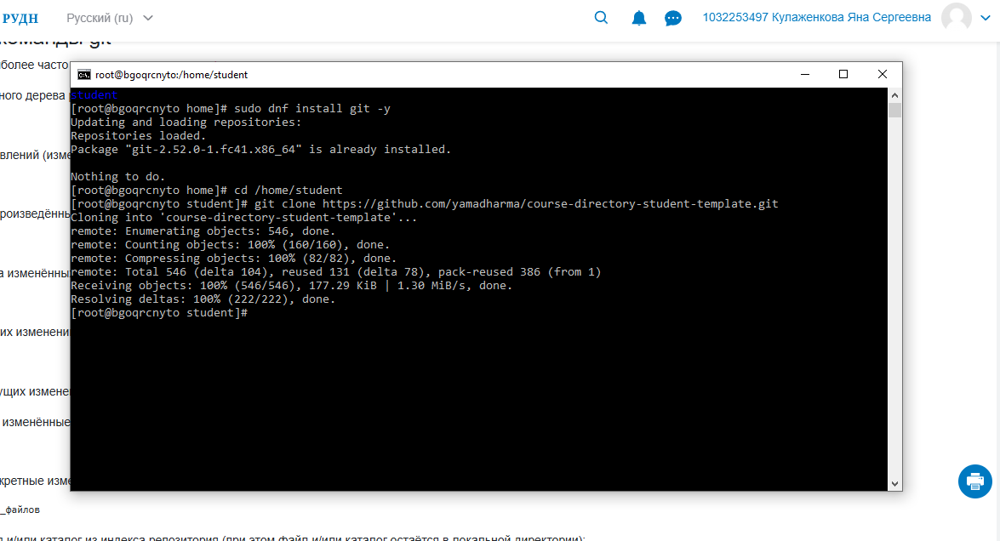 РУДН
Русский (ru)
1032253497 Кулаженкова Яна Сергеевна
команды git
более часто
root@bgoqrcnyto:/home/student
ного дерева
student
[root@bgoqrcnyto home]# sudo dnf install git -y
Updating and loading repositories:
Repositories loaded.
Package "git-2.52.0-1.fc41.x86_64" is already installed.
влений (изме
Nothing to do.
[root@bgoqrcnyto home]# cd /home/student
[root@bgoqrcnyto student]# git clone https://github.com/yamadharma/course-directory-student-template.git
роизведённы
Cloning into 'course-directory-student-template'...
remote: Enumerating objects: 546, done.
remote: Counting objects: 100% (160/160), done.
remote: Compressing objects: 100% (82/82), done.
а изменённы
remote: Total 546 (delta 104), reused 131 (delta 78), pack-reused 386 (from 1)
Receiving objects: 100% (546/546), 177.29 KiB | 1.30 MiB/s, done.
Resolving deltas: 100% (222/222), done.
[root@bgoqrcnyto student]#
их изменени
ущих измене
изменённые
кретные изме
_файлов
л и/или каталог из индекса репозитория (при этом файл и/или каталог остаётся в локальной директории):